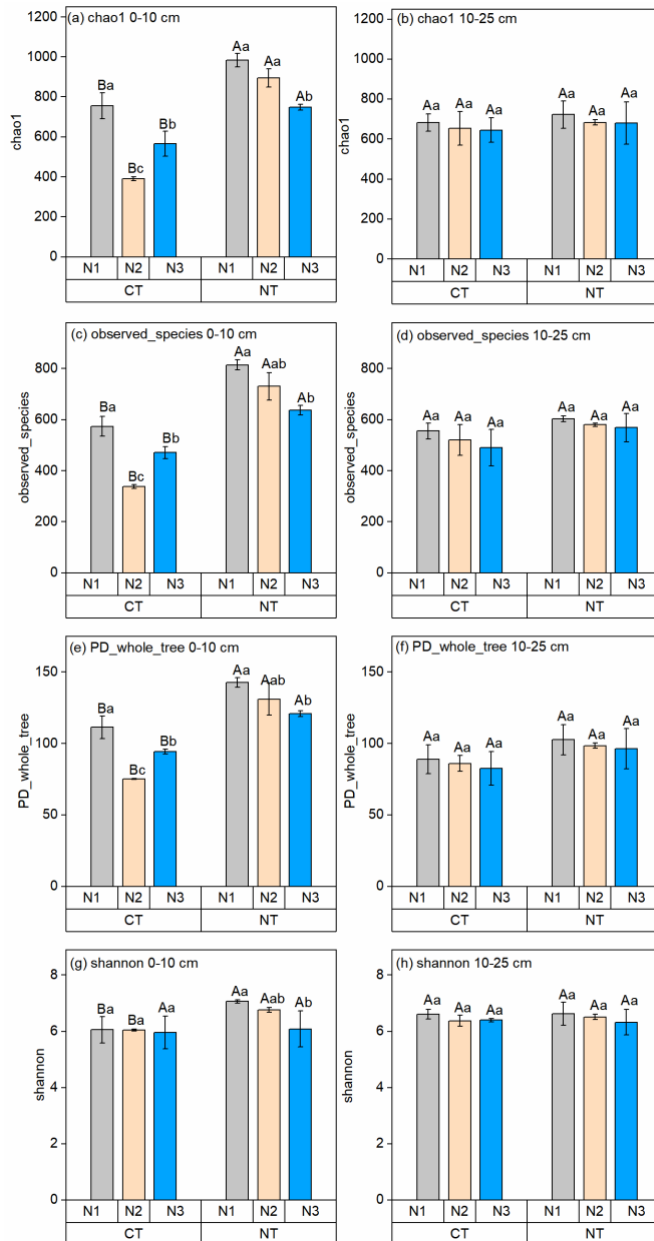 (a) chao1 0-10 cm
1200
1000
800
600
400
200
0
chao1
Ba
Bc
Bb
Aa
Aa
Ab
N1 N2 N3 N1 N2 N3
CT NT
(b) chao1 10-25 cm
1200
1000
800
600
400
200
0
chao1
Aa
Aa
Aa
Aa
Aa
Aa
N1 N2 N3 N1 N2 N3
CT NT
(c) observed_species 0-10 cm
800
600
400
200
0
observed_species
Ba
Bc
Bb
Aa
Aab
Ab
N1 N2 N3 N1 N2 N3
CT NT
(d) observed_species 10-25 cm
800
600
400
200
0
observed_species
Aa
Aa
Aa
Aa
Aa
Aa
N1 N2 N3 N1 N2 N3
CT NT
(e) PD_whole_tree 0-10 cm
150
100
50
0
PD_whole_tree
Ba
Bc
Bb
Aa
Aab
Ab
N1 N2 N3 N1 N2 N3
CT NT
(f) PD_whole_tree 10-25 cm
150
100
50
0
PD_whole_tree
Aa
Aa
Aa
Aa
Aa
Aa
N1 N2 N3 N1 N2 N3
CT NT
(g) shannon 0-10 cm
8
6
4
2
0
shannon
Ba
Ba
Aa
Aa
Aab
Ab
N1 N2 N3 N1 N2 N3
CT NT
(h) shannon 10-25 cm
8
6
4
2
0
shannon
Aa
Aa
Aa
Aa
Aa
Aa
N1 N2 N3 N1 N2 N3
CT NT